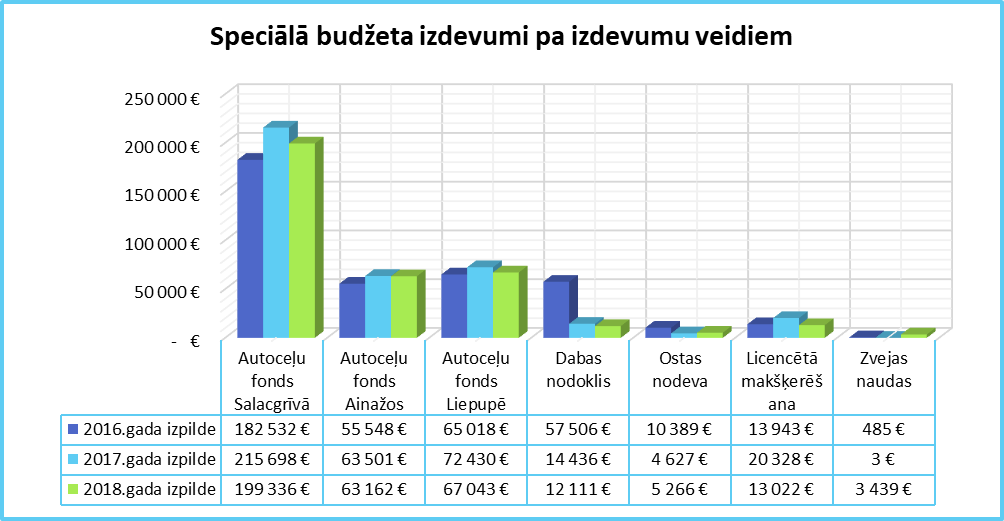 Speciālā budžeta izdevumi pa izdevumu veidiem
250 000 €
200 000 €
150 000 €
100 000 €
50 000 €
- €
Autoceļu fonds Salacgrīvā
Autoceļu fonds Ainažos
Autoceļu fonds Liepupē
Dabas nodoklis
Ostas nodeva
Licencētā makšķerēš ana
Zvejas naudas
2016.gada izpilde 182 532 € 55 548 € 65 018 € 57 506 € 10 389 € 13 943 € 485 €
2017.gada izpilde 215 698 € 63 501 € 72 430 € 14 436 € 4 627 € 20 328 € 3 €
2018.gada izpilde 199 336 € 63 162 € 67 043 € 12 111 € 5 266 € 13 022 € 3 439 €